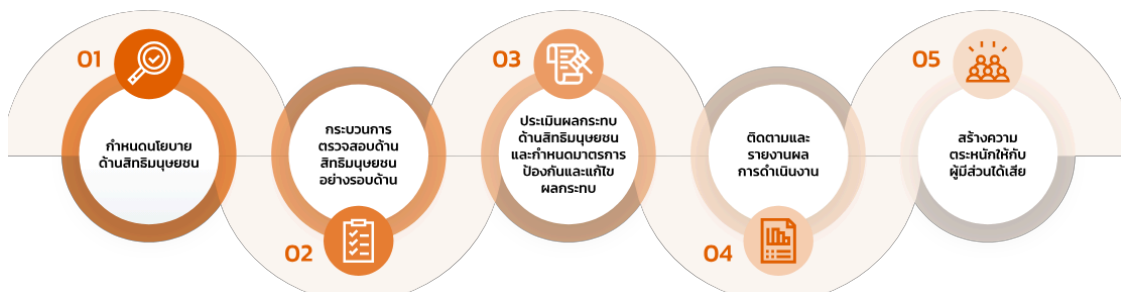 01
กำหนดนโยบาย
ด้านสิทธิมนุษยชน
กระบวนการ
ตรวจสอบด้าน
สิทธิมนุษยชน
อย่างรอบด้าน
02
03
ประเมินผลกระทบ
ด้านสิทธิมนุษยชน
และกำหนดมาตรการ
ป้องกันและแก้ไข
ผลกระทบ
ติดตามและ
รายงานผล
การดำเนินงาน
04
05
สร้างความ
ตระหนักให้กับ
ผู้มีส่วนได้เสีย